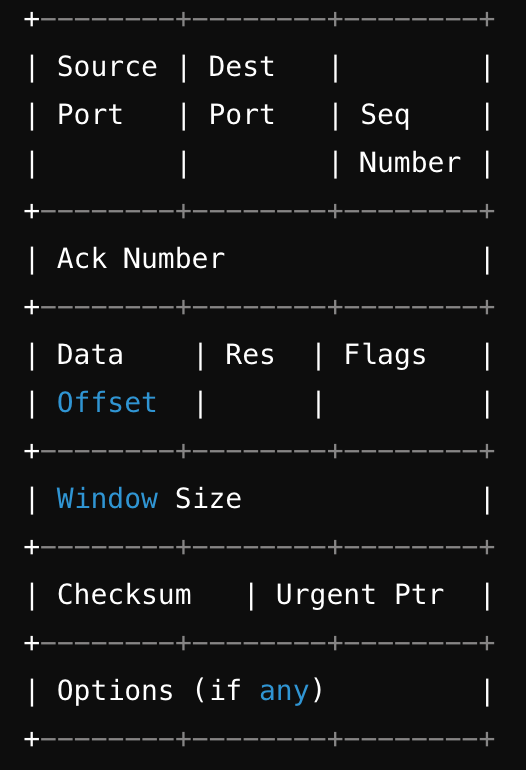 +--------+--------+--------+
| Source | Dest   |        |
| Port   | Port   | Seq    |
|        |        | Number |
+--------+--------+--------+
| Ack Number               |
+--------+--------+--------+
| Data    | Res  | Flags   |
| Offset  |      |         |
+--------+--------+--------+
| Window Size              |
+--------+--------+--------+
| Checksum   | Urgent Ptr  |
+--------+--------+--------+
| Options (if any)         |
+--------+--------+--------+